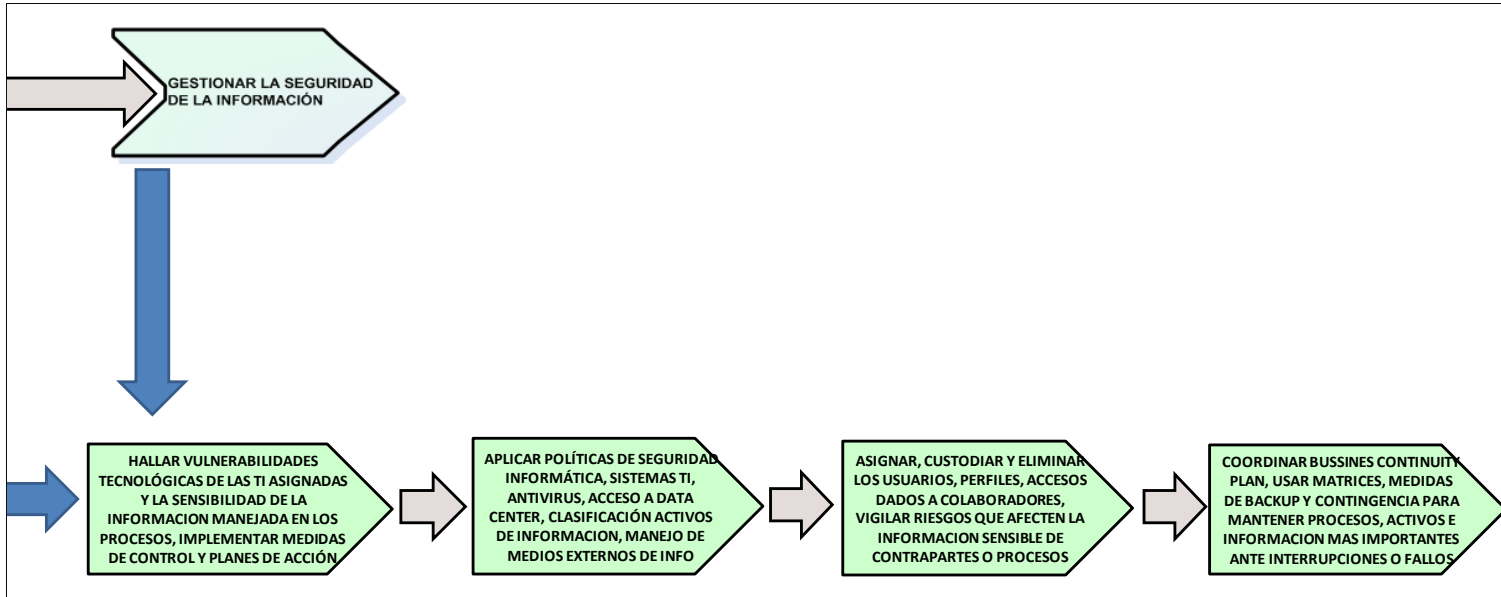 GESTIONAR LA SEGURIDAD
DE LA INFORMACIÓN
HALLAR VULNERABILIDADES
TECNOLÓGICAS DE LAS TI ASIGNADAS
Y LA SENSIBILIDAD DE LA
INFORMACION MANEJADA EN LOS
PROCESOS, IMPLEMENTAR MEDIDAS
DE CONTROL Y PLANES DE ACCIÓN
APLICAR POLÍTICAS DE SEGURIDAD
INFORMÁTICA, SISTEMAS TI,
ANTIVIRUS, ACCESO A DATA
CENTER, CLASIFICACIÓN ACTIVOS
DE INFORMACION, MANEJO DE
MEDIOS EXTERNOS DE INFO
ASIGNAR, CUSTODIAR Y ELIMINAR
LOS USUARIOS, PERFILES, ACCESOS
DADOS A COLABORADORES,
VIGILAR RIESGOS QUE AFECTEN LA
INFORMACION SENSIBLE DE
CONTRAPARTES O PROCESOS
COORDINAR BUSSINES CONTINUITY
PLAN, USAR MATRICES, MEDIDAS
DE BACKUP Y CONTINGENCIA PARA
MANTENER PROCESOS, ACTIVOS E
INFORMACION MAS IMPORTANTES
ANTE INTERRUPCIONES O FALLOS